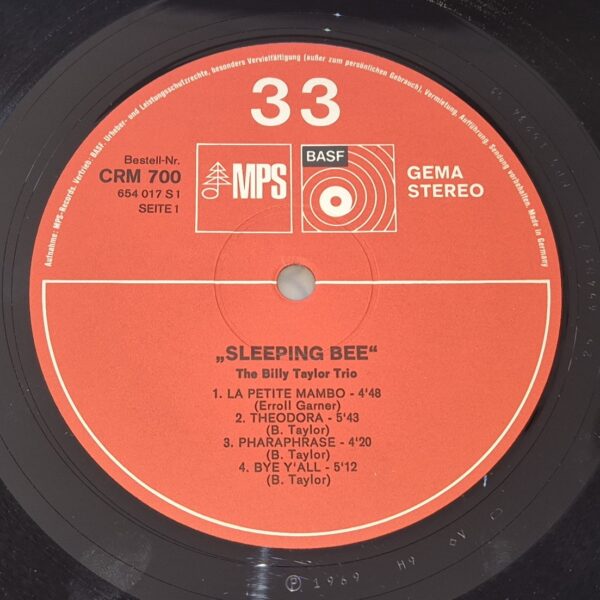 Aufnahme: MPS-Records. Vertrieb: BASF. Urheber- und Leistungsschutzrechte, besonders Vervielfältigung (außer zum persönlichen Gebrauch), Vermietung, Aufführung, Sendung vorbehalten. Made in Germany
33
Bestell-Nr.
CRM 700
654 017 S 1
SEITE 1
MPS
BASF
GEMA
STEREO
„SLEEPING BEE“
The Billy Taylor Trio
1. LA PETITE MAMBO - 4'48
(Erroll Garner)
2. THEODORA - 5'43
(B. Taylor)
3. PHARAPHRASE - 4'20
(B. Taylor)
4. BYE Y'ALL - 5'12
(B. Taylor)
Ⓟ 1969